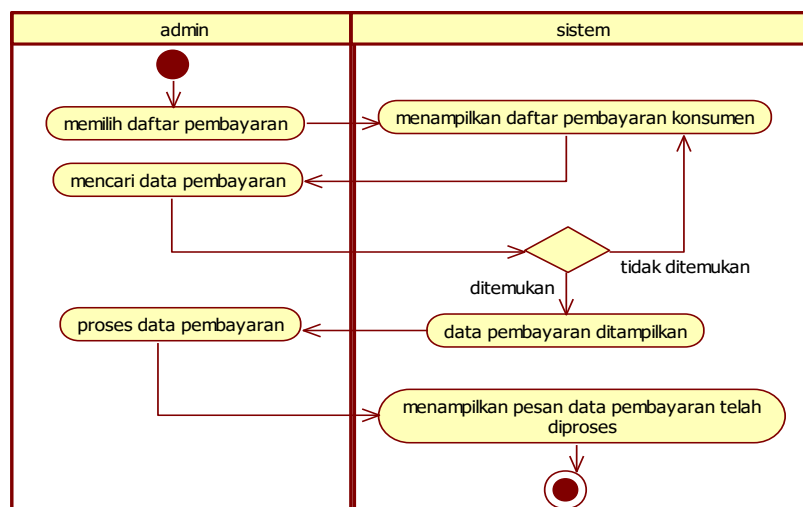 admin
sistem
memilih daftar pembayaran
menampilkan daftar pembayaran konsumen
mencari data pembayaran
tidak ditemukan
ditemukan
proses data pembayaran
data pembayaran ditampilkan
menampilkan pesan data pembayaran telah
diproses